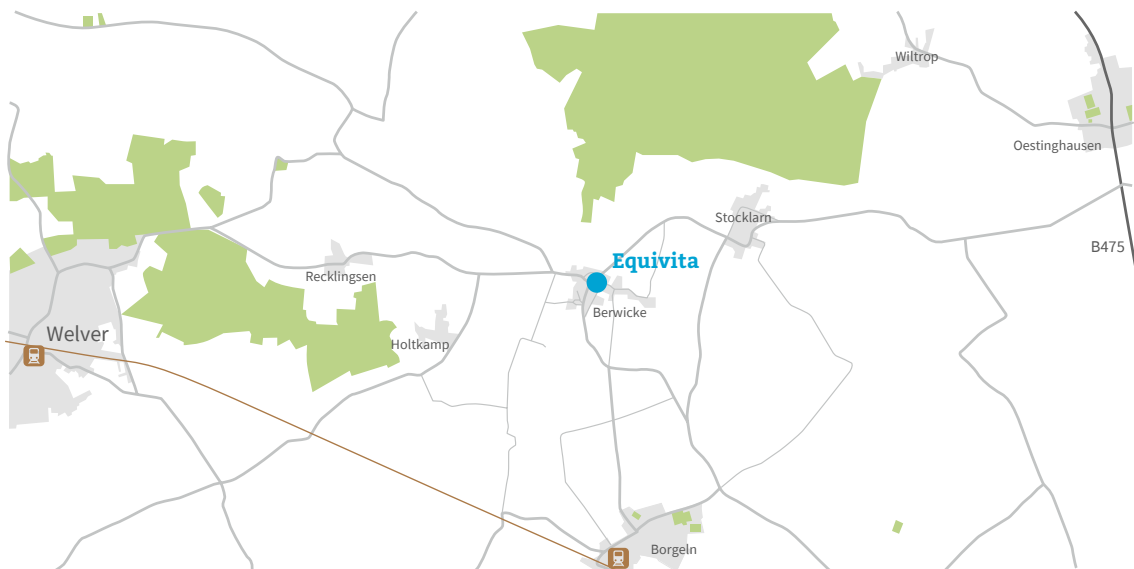 Wiltrop
Oestinghausen
Stocklarn
B475
Equivita
Recklingsen
Berwicke
Welver
Holtkamp
Borgeln